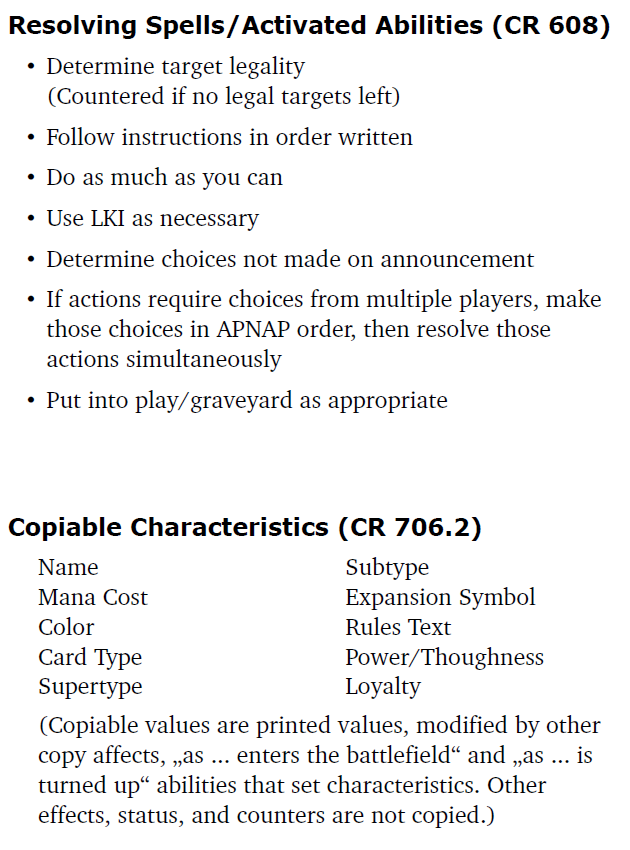 Resolving Spells/Activated Abilities (CR 608)
• Determine target legality
(Countered if no legal targets left)
• Follow instructions in order written
• Do as much as you can
• Use LKI as necessary
• Determine choices not made on announcement
• If actions require choices from multiple players, make
those choices in APNAP order, then resolve those
actions simultaneously
• Put into play/graveyard as appropriate
Copiable Characteristics (CR 706.2)
Name
Mana Cost
Color
Card Type
Supertype
Subtype
Expansion Symbol
Rules Text
Power/Thoughness
Loyalty
(Copiable values are printed values, modified by other
copy affects, „as ... enters the battlefield“ and „as ... is
turned up“ abilities that set characteristics. Other
effects, status, and counters are not copied.)